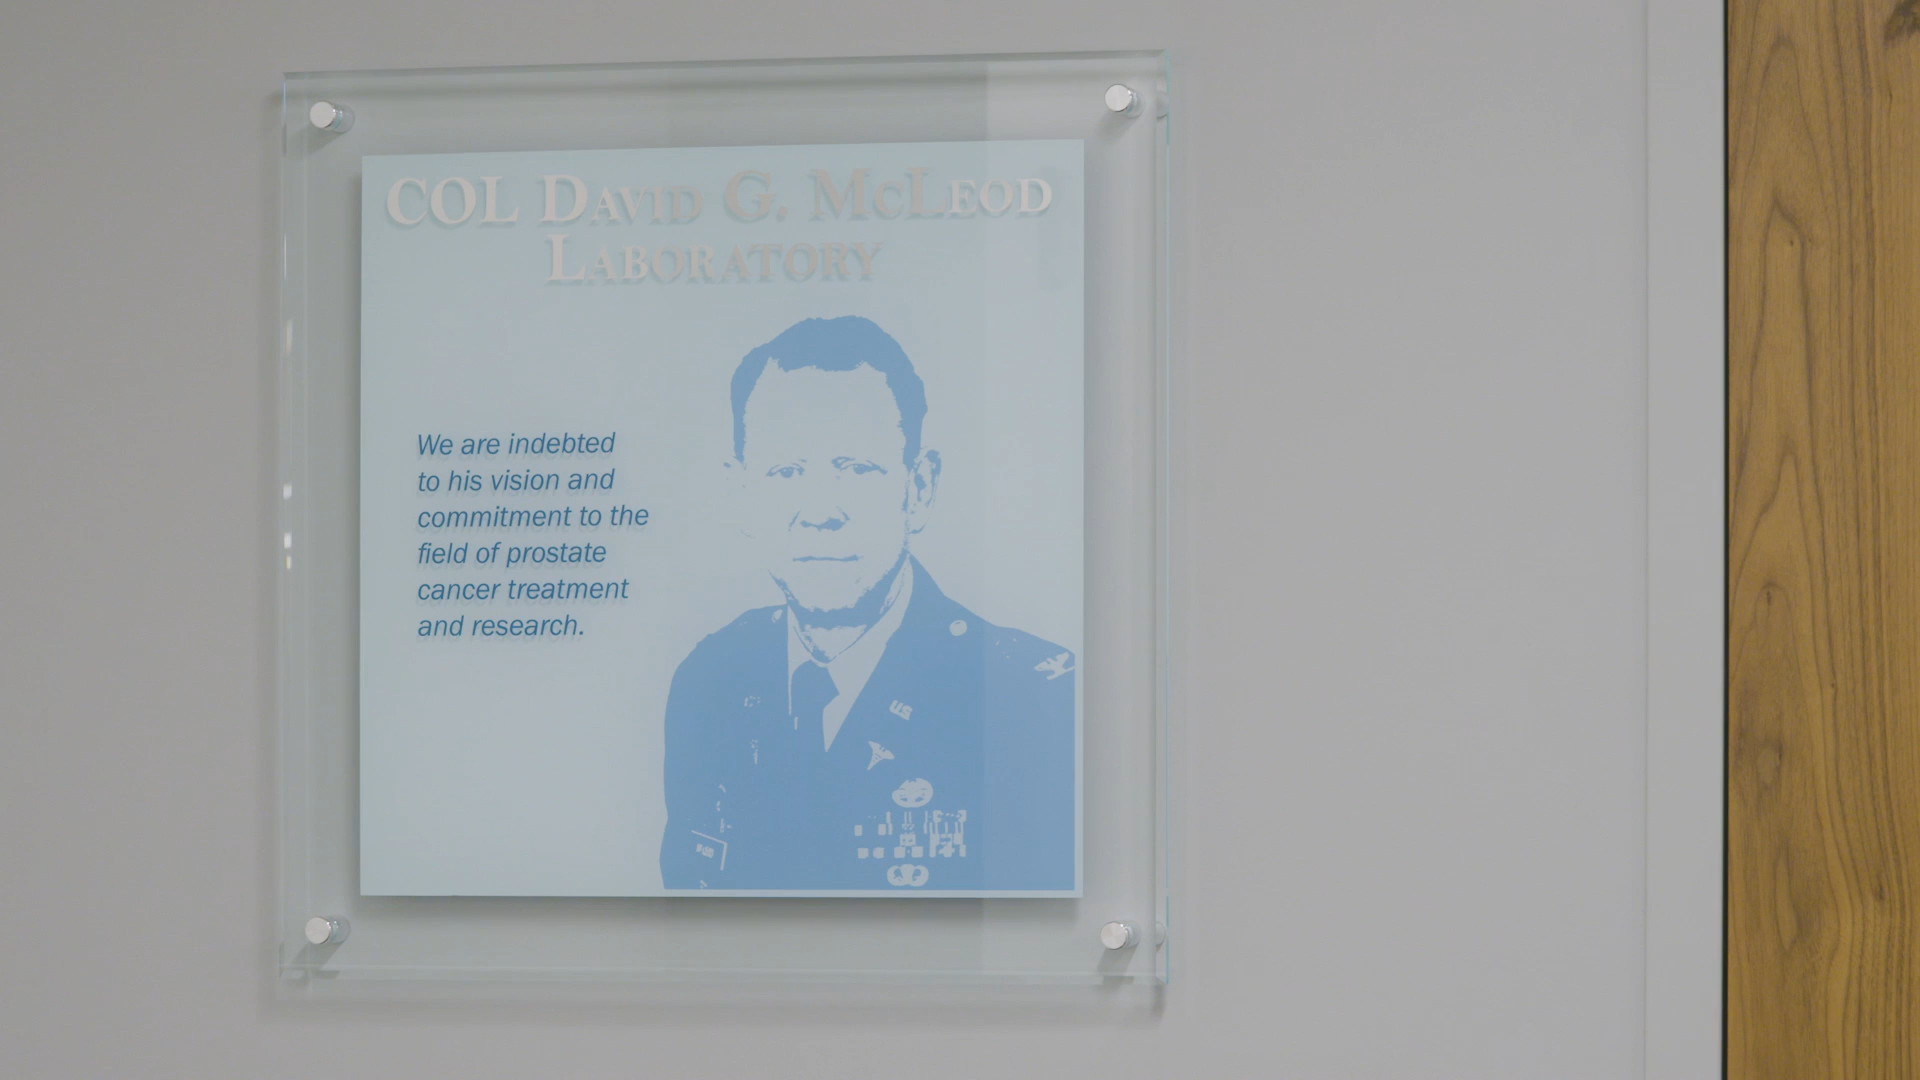 COL DAVID G. MCLEOD
LABORATORY
We are indebted
to his vision and
commitment to the
field of prostate
cancer treatment
and research.
US